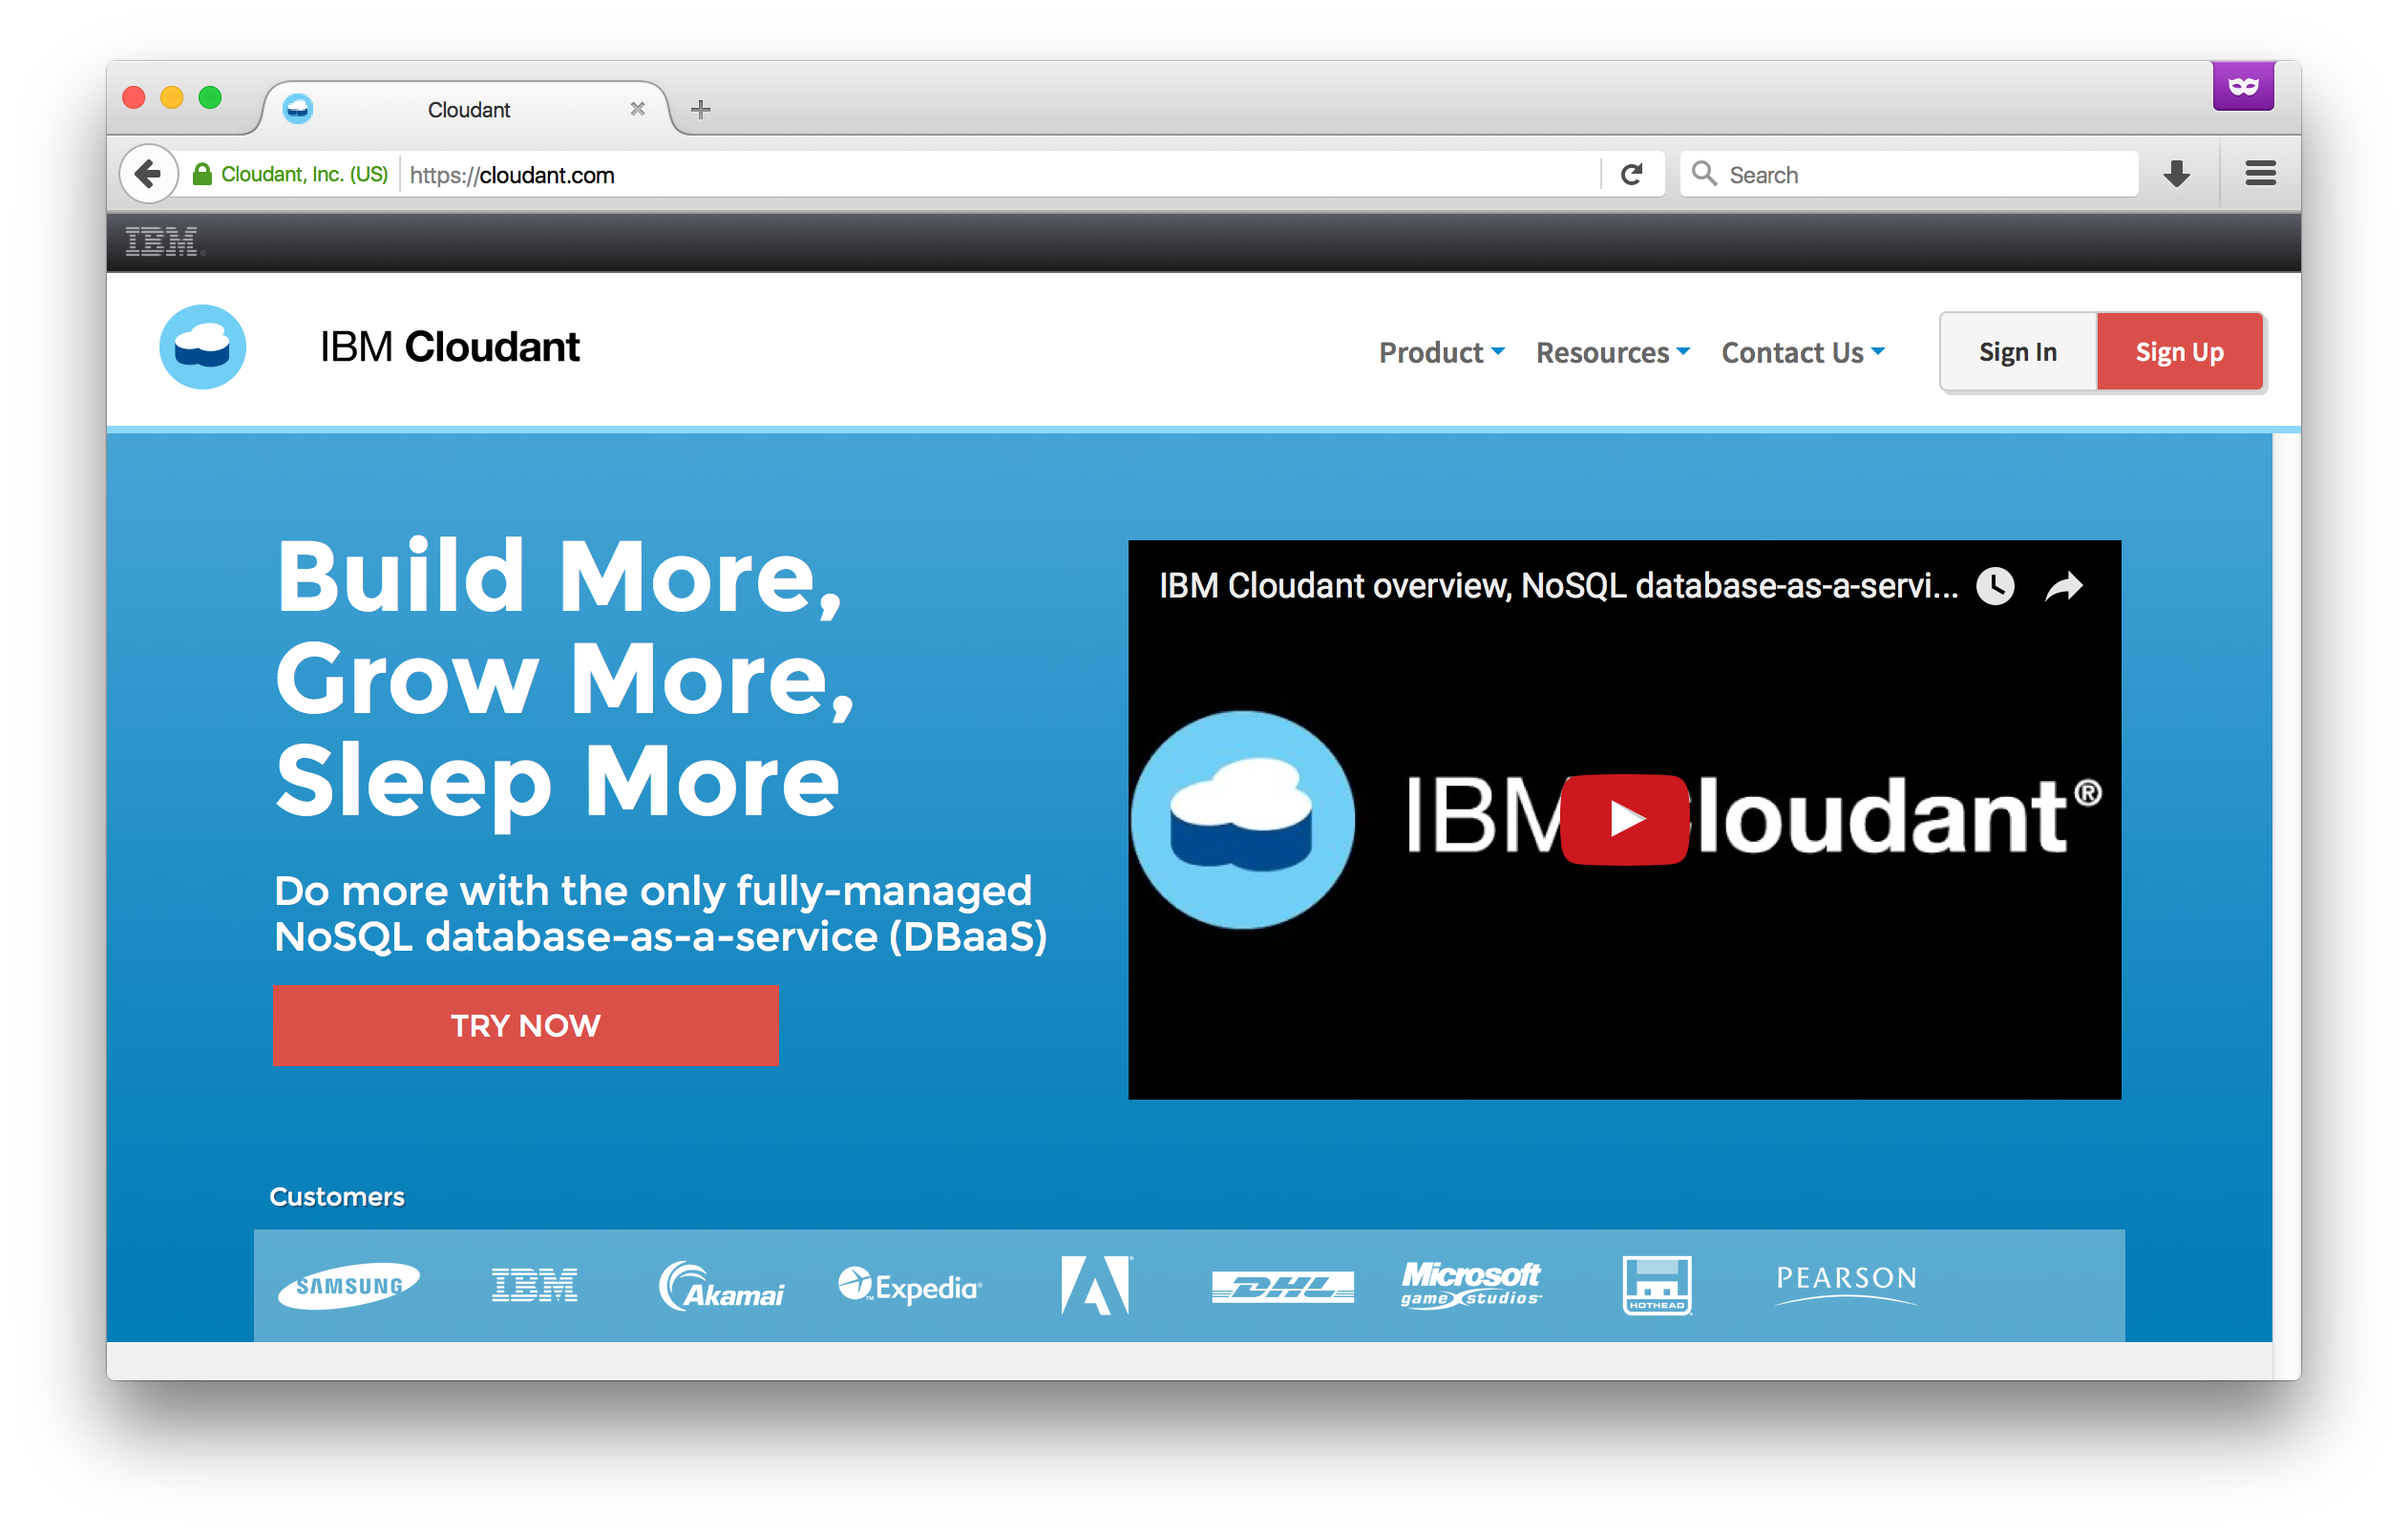 Cloudant
Cloudant, Inc. (US) https://cloudant.com Search
IBM
IBM Cloudant Product Resources Contact Us Sign In Sign Up
Build More,
Grow More,
Sleep More
Do more with the only fully-managed
NoSQL database-as-a-service (DBaaS)
TRY NOW
IBM Cloudant overview, NoSQL database-as-a-servi...
IBM Cloudant®
Customers
SAMSUNG IBM Akamai Expedia DHL Microsoft game studios HOTHEAD PEARSON